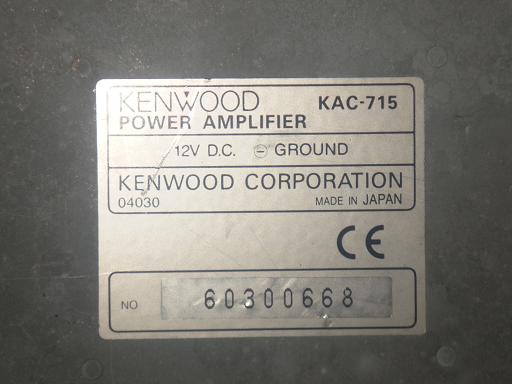 KENWOOD KAC-715
POWER AMPLIFIER
12V D.C. ⊖ GROUND
KENWOOD CORPORATION
04030 MADE IN JAPAN
CE
NO 60300668